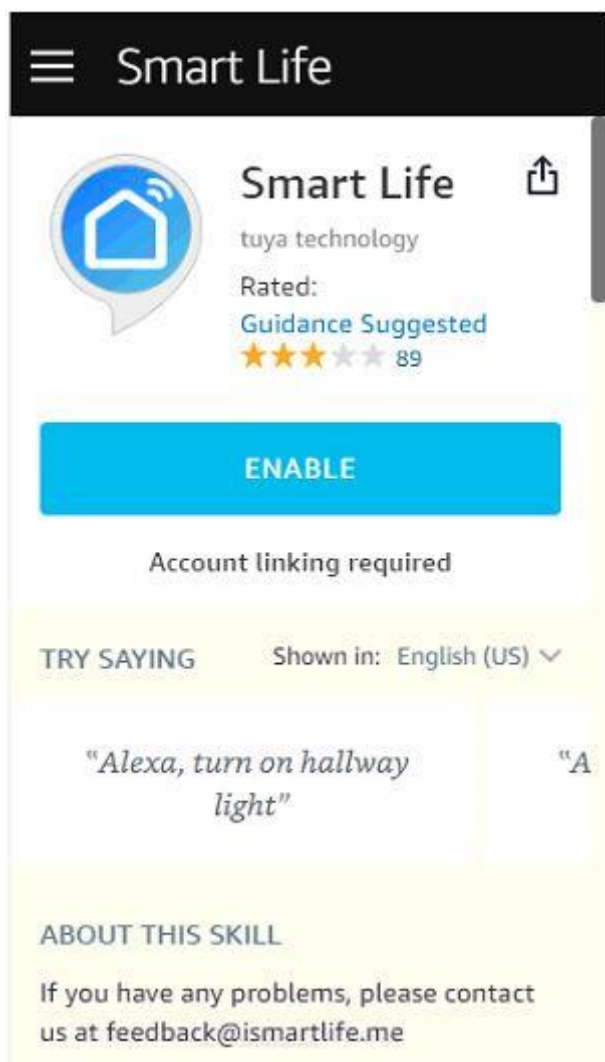 Smart Life
Smart Life
tuya technology
Rated:
Guidance Suggested
89
ENABLE
Account linking required
TRY SAYING Shown in: English (US)
"Alexa, turn on hallway
light"
"A
ABOUT THIS SKILL
If you have any problems, please contact
us at feedback@ismartlife.me